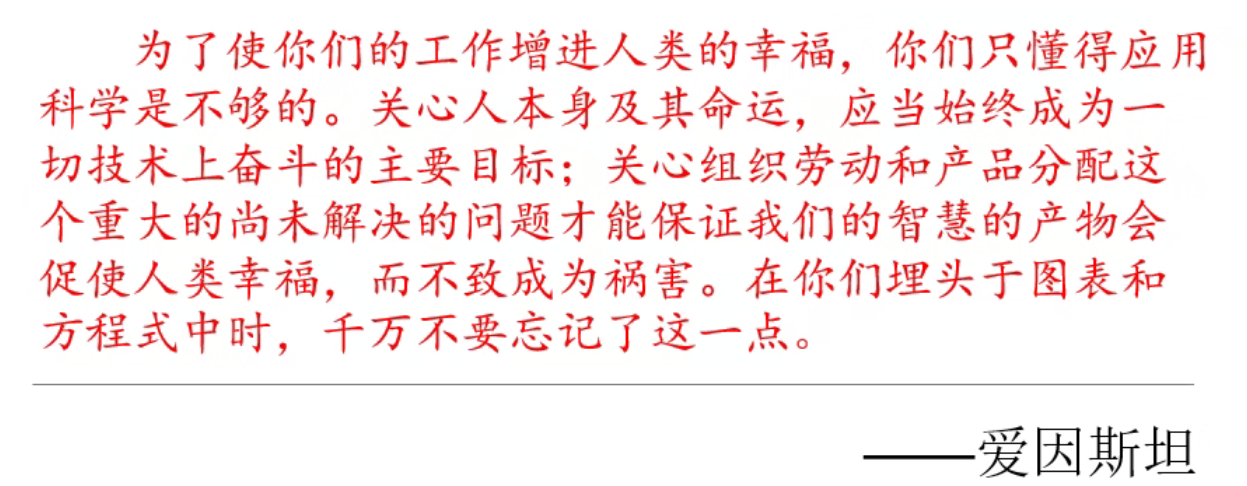 为了使你们的工作增进人类的幸福，你们只懂得应用
科学是不够的。关心人本身及其命运，应当始终成为一
切技术上奋斗的主要目标；关心组织劳动和产品分配这
个重大的尚未解决的问题才能保证我们的智慧的产物会
促使人类幸福，而不致成为祸害。在你们埋头于图表和
方程式中时，千万不要忘记了这一点。
——爱因斯坦